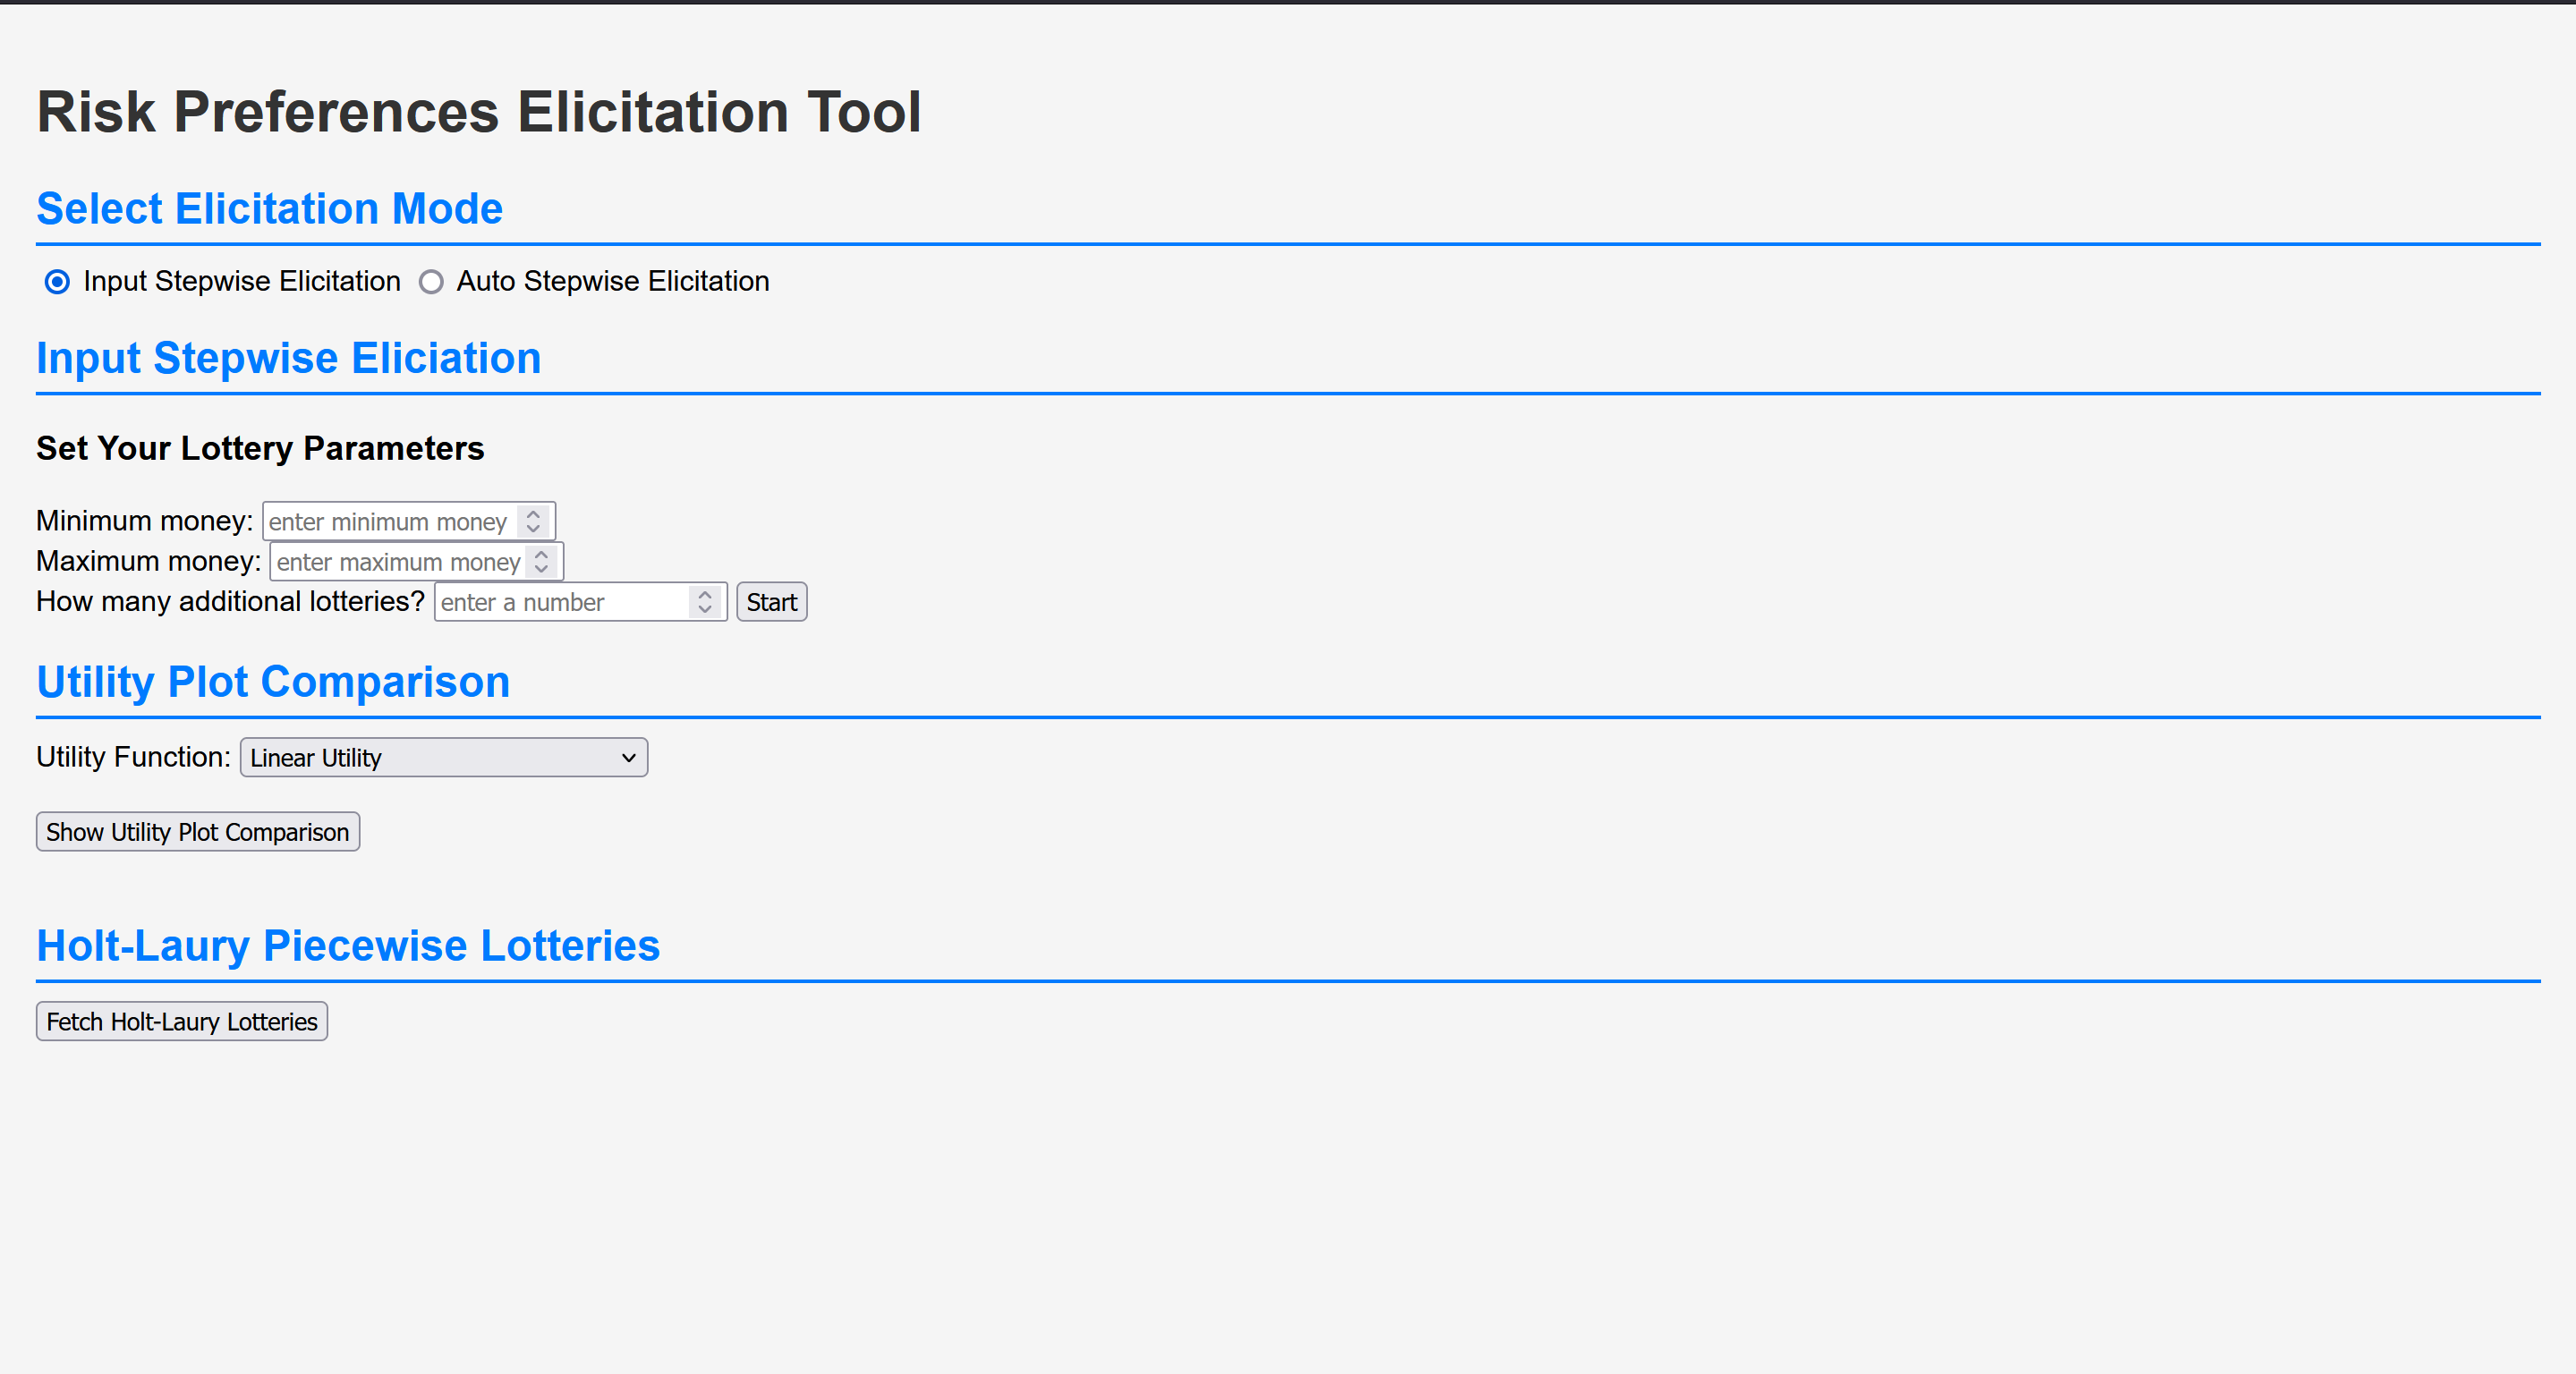 Risk Preferences Elicitation Tool
Select Elicitation Mode
Input Stepwise Elicitation Auto Stepwise Elicitation
Input Stepwise Eliciation
Set Your Lottery Parameters
Minimum money: enter minimum money
Maximum money: enter maximum money
How many additional lotteries? enter a number Start
Utility Plot Comparison
Utility Function: Linear Utility
Show Utility Plot Comparison
Holt-Laury Piecewise Lotteries
Fetch Holt-Laury Lotteries